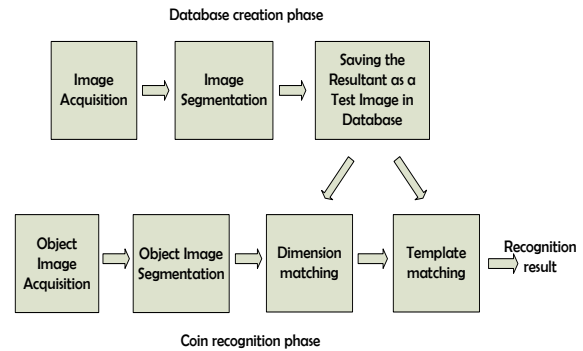 Database creation phase
Image
Acquisition
Image
Segmentation
Saving the
Resultant as a
Test Image in
Database
Object
Image
Acquisition
Object Image
Segmentation
Dimension
matching
Template
matching
Recognition
result
Coin recognition phase